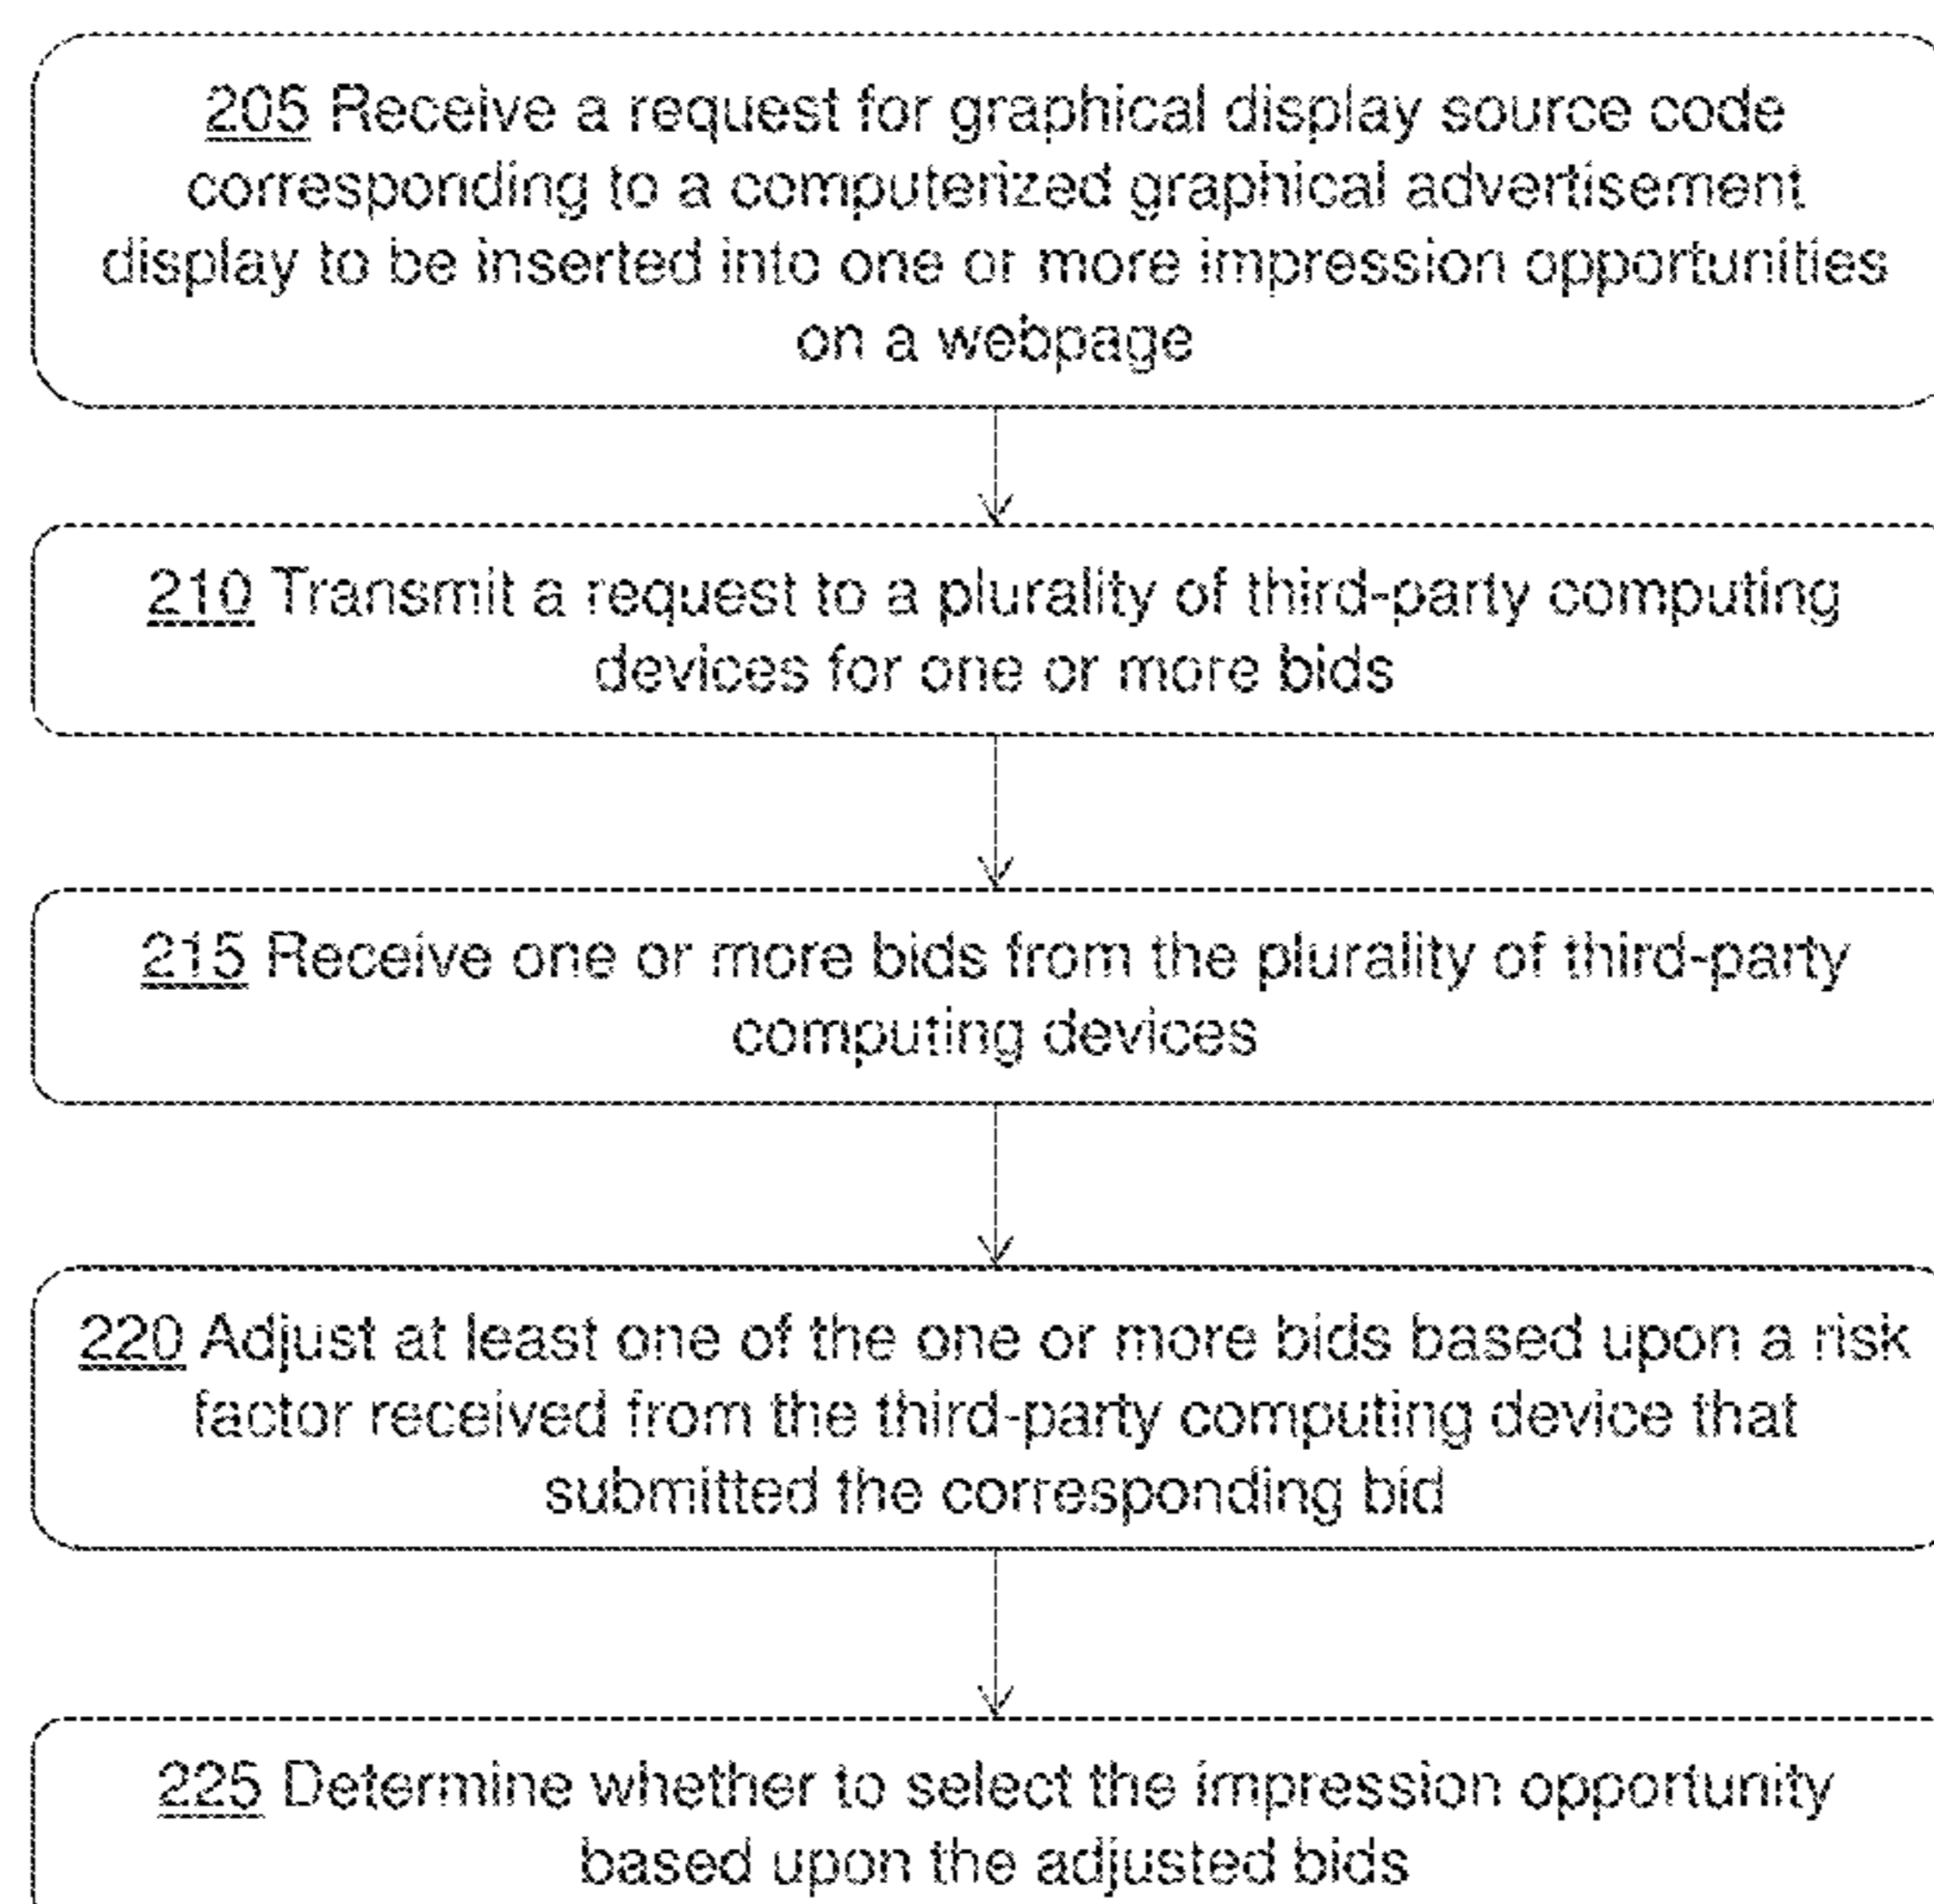 205 Receive a request for graphical display source code
corresponding to a computerized graphical advertisement
display to be inserted into one or more impression opportunities
on a webpage
210 Transmit a request to a plurality of third-party computing
devices for one or more bids
215 Receive one or more bids from the plurality of third-party
computing devices
220 Adjust at least one of the one or more bids based upon a risk
factor received from the third-party computing device that
submitted the corresponding bid
225 Determine whether to select the impression opportunity
based upon the adjusted bids